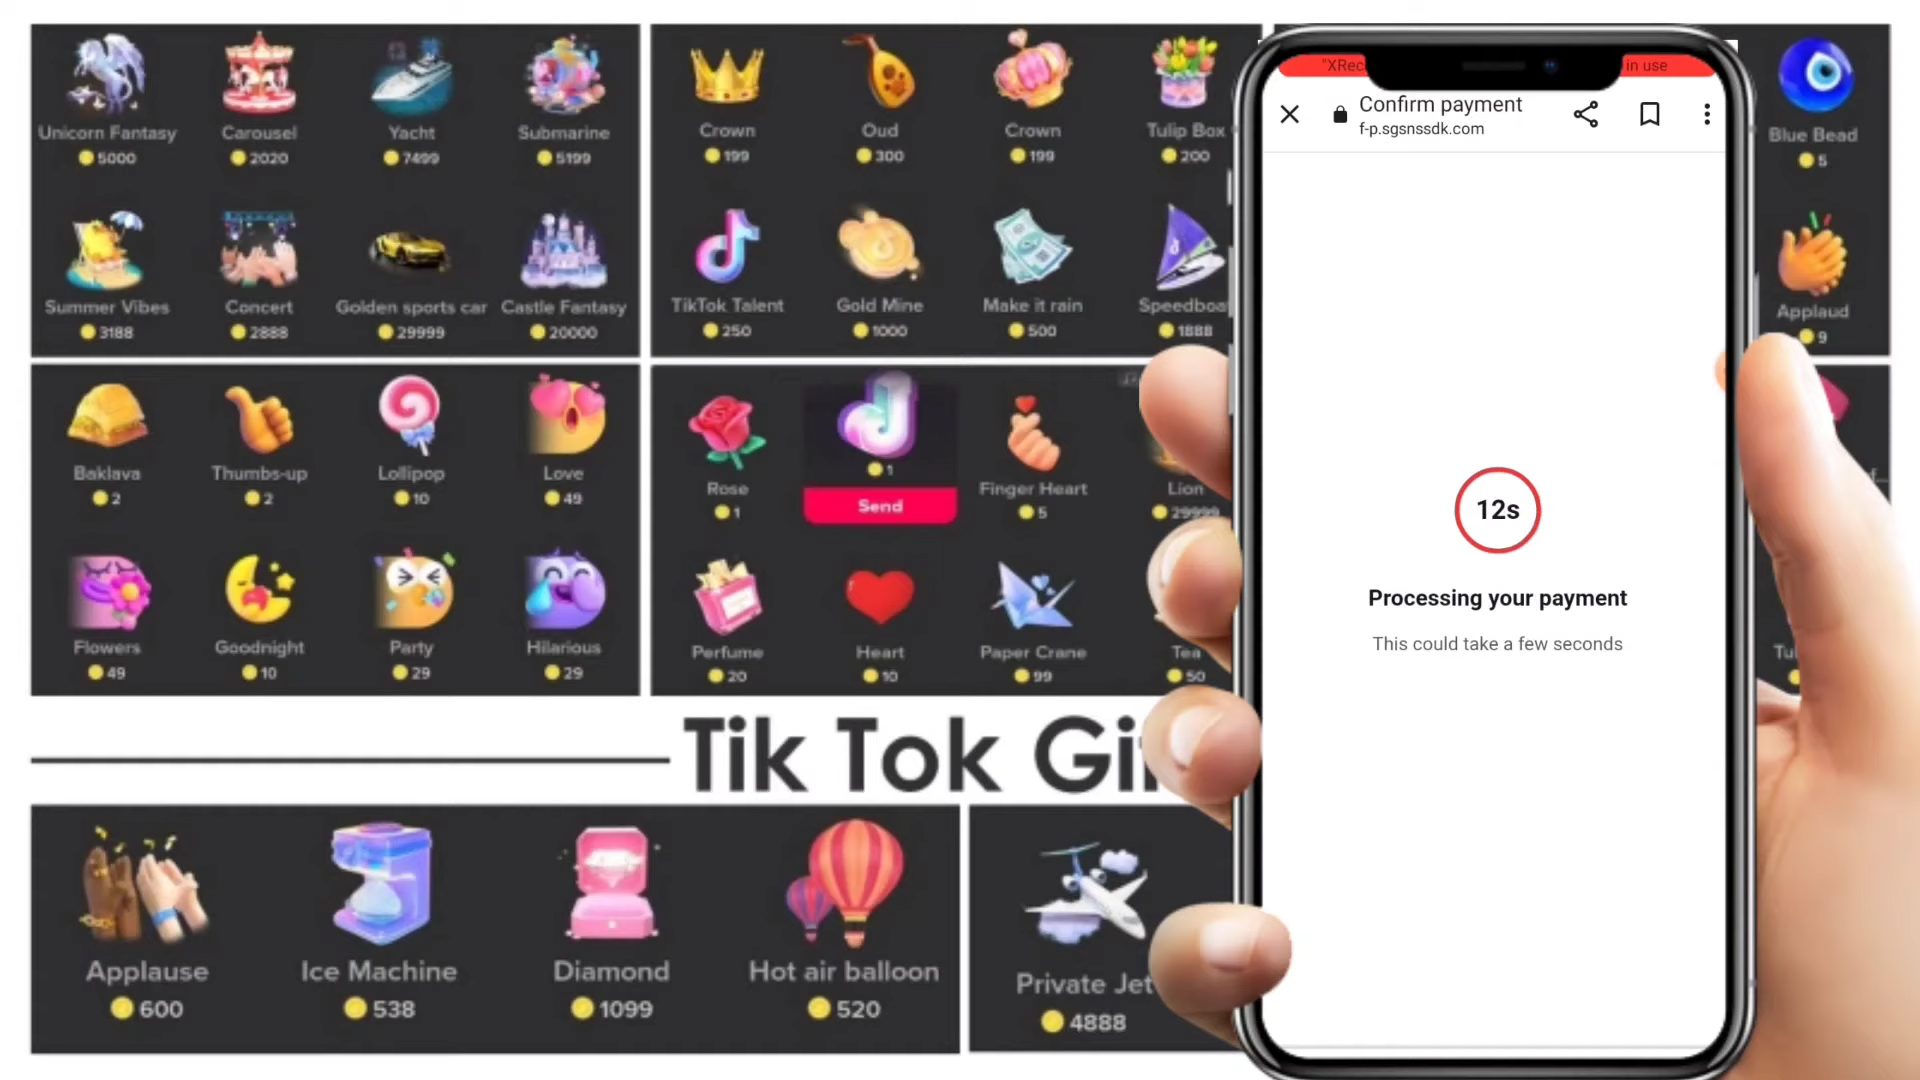 Unicorn Fantasy Carousel Yacht Submarine
5000 2020 7499 5199
Summer Vibes Concert Golden sports car Castle Fantasy
3188 2888 29999 20000
Crown Oud Crown Tulip Box
199 300 199 200
TikTok Talent Gold Mine Make it rain
250 1000 500 1888
Blue Bead
5
Applaud
9
Baklava Thumbs-up Lollipop Love
2 2 10 49
Flowers Goodnight Party Hilarious
49 10 29 29
1
Rose Send Finger Heart Lion
1 5 29999
Perfume Heart Paper Crane Tea
20 10 99 50
Tik Tok
Applause Ice Machine Diamond Hot air balloon
600 538 1099 520
Private Jet
4888
in use
Confirm payment
f-p.sgsnssdk.com
12s
Processing your payment
This could take a few seconds